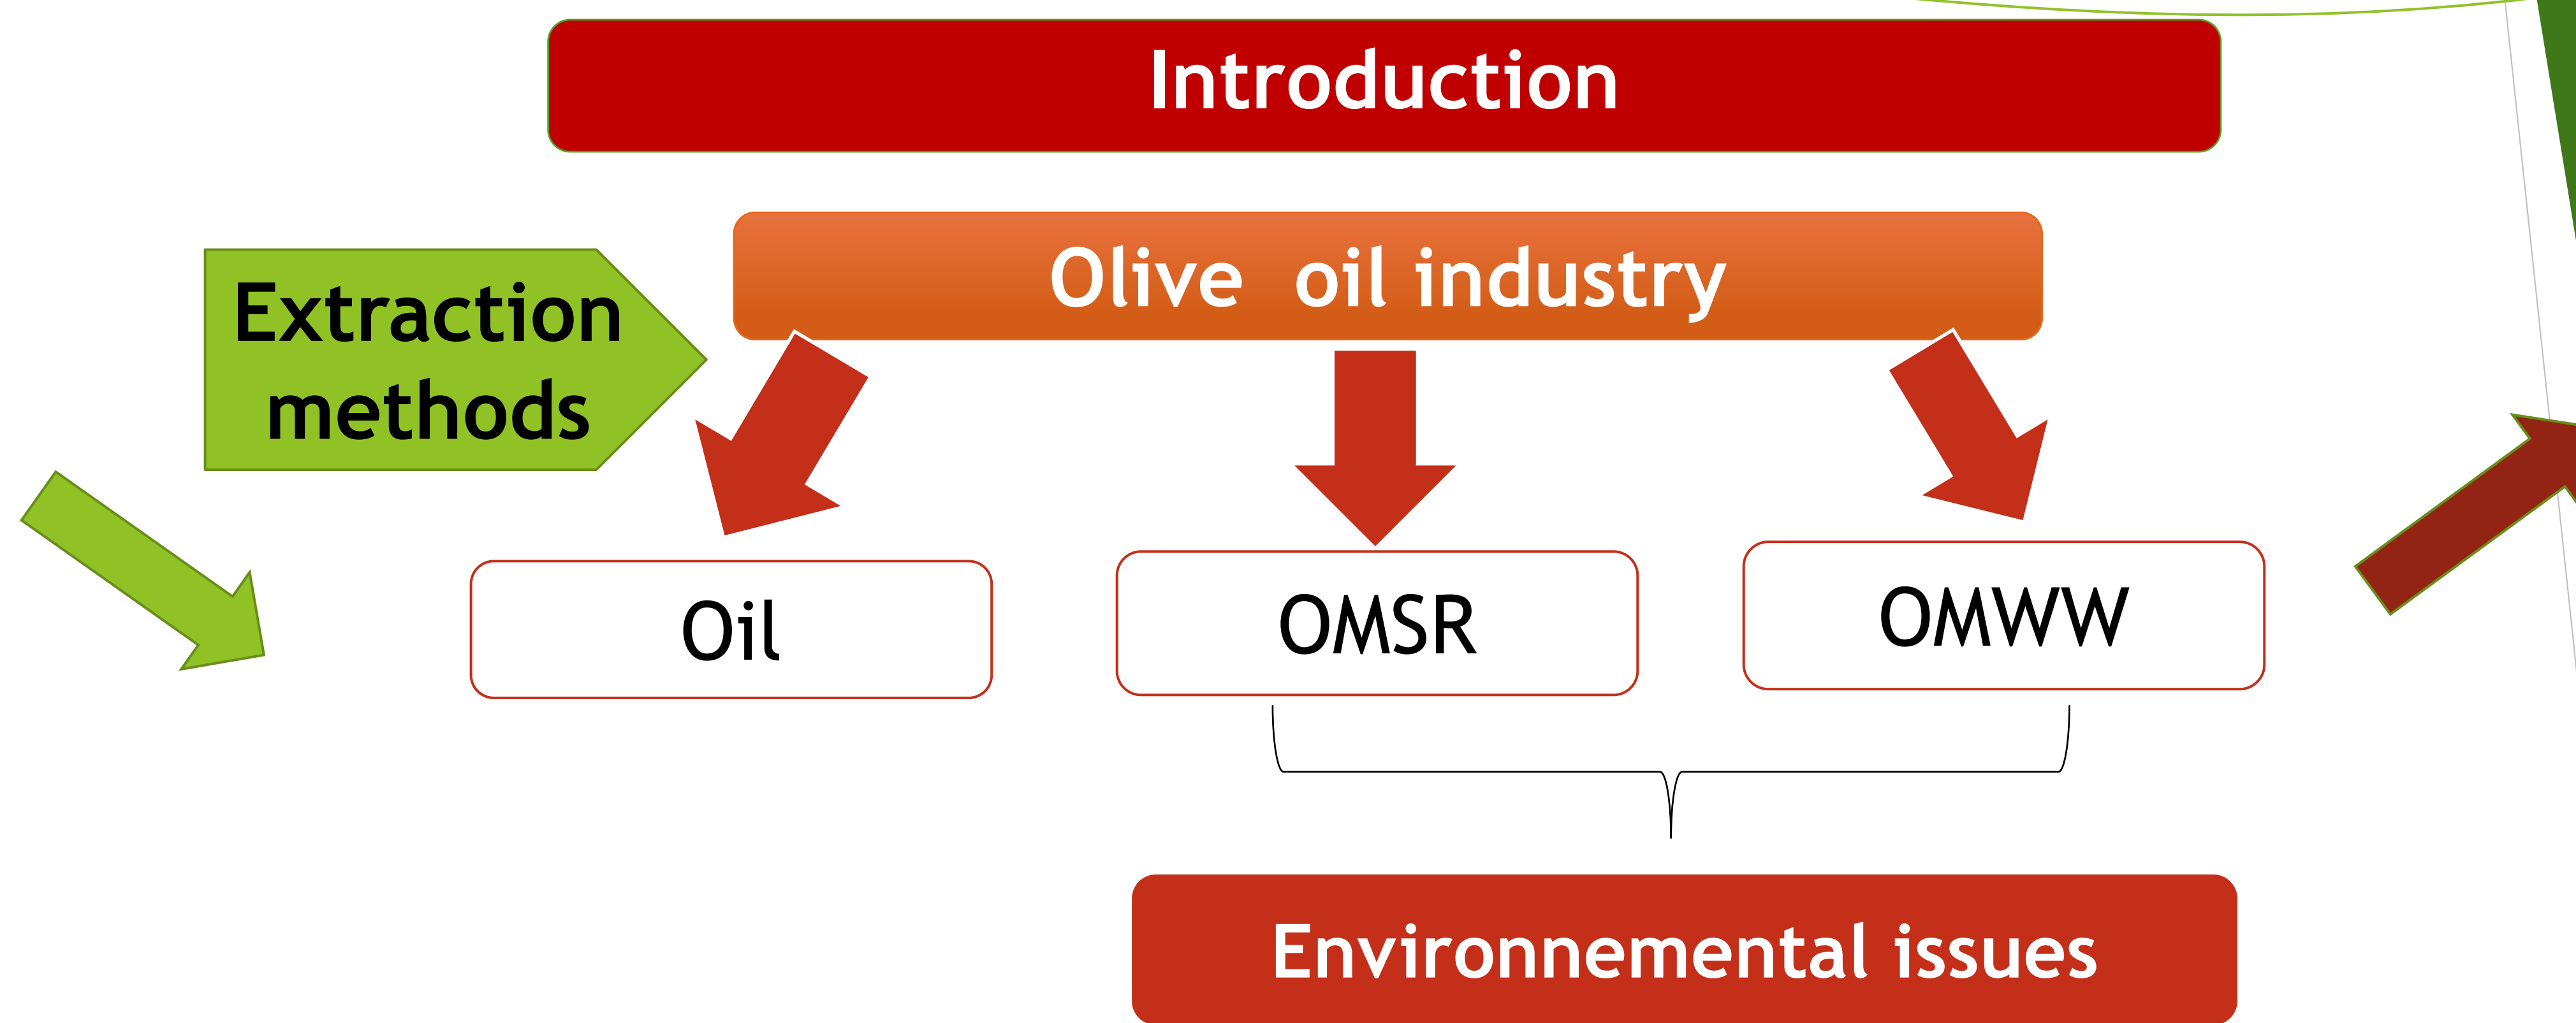 Introduction
Olive  oil industry
Extraction
methods
Oil
OMSR
OMWW
Environnemental issues